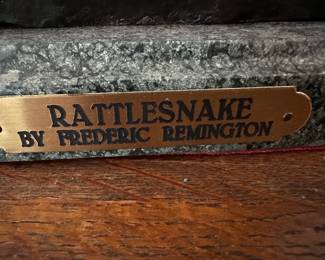 RATTLESNAKE
BY FREDERIC REMINGTON